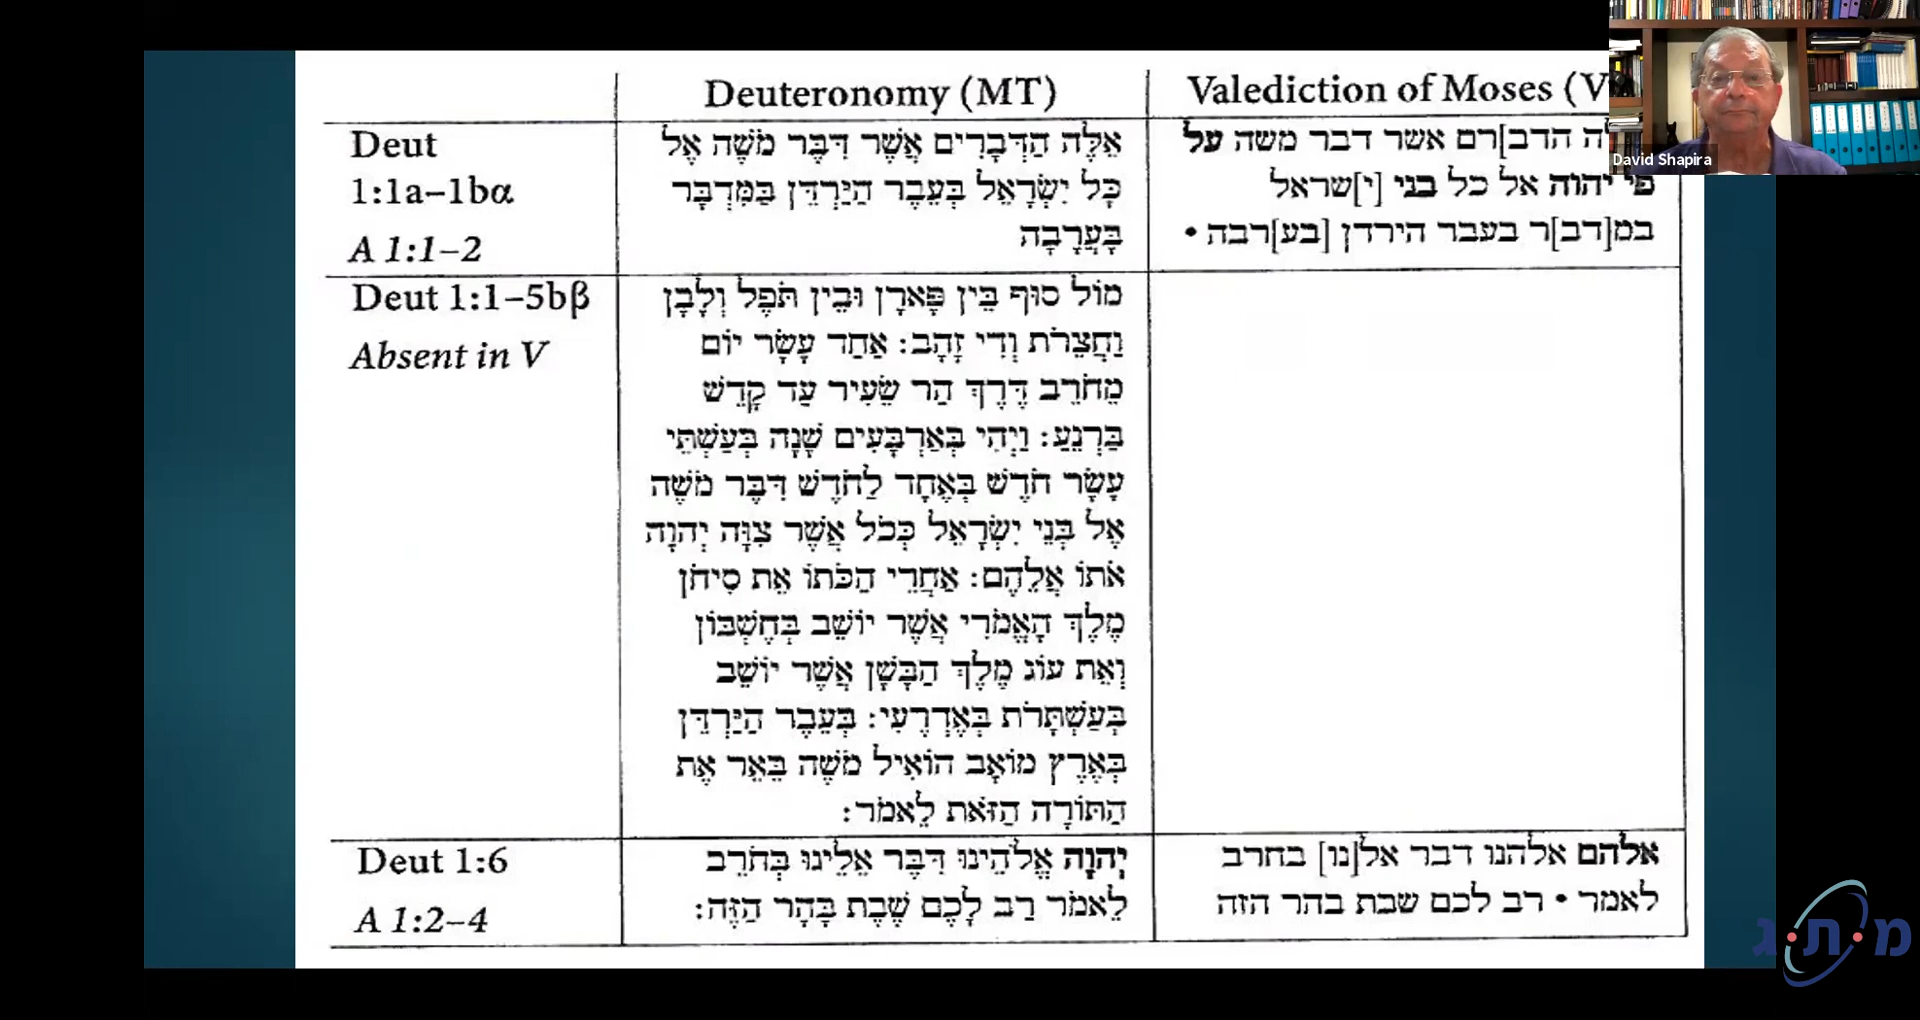 Deuteronomy (MT)
Valediction of Moses (V
David Shapira
Deut
1:1a–1bα
A 1:1–2
אֵלֶּה הַדְּבָרִים אֲשֶׁר דִּבֶּר מֹשֶׁה אֶל
כָּל יִשְׂרָאֵל בְּעֵבֶר הַיַּרְדֵּן בַּמִּדְבָּר
בָּעֲרָבָה
לה הדב]רם אשר דבר משה על
פי יהוה אל כל בני [י]שראל
במ[דב]ר בעבר הירדן [בע]רבה •
Deut 1:1–5bβ
Absent in V
מוֹל סוּף בֵּין פָּארָן וּבֵין תֹּפֶל וְלָבָן
וַחֲצֵרֹת וְדִי זָהָב: אַחַד עָשָׂר יוֹם
מֵחֹרֵב דֶּרֶךְ הַר שֵׂעִיר עַד קָדֵשׁ
בַּרְנֵעַ: וַיְהִי בְּאַרְבָּעִים שָׁנָה בְּעַשְׁתֵּי
עָשָׂר חֹדֶשׁ בְּאֶחָד לַחֹדֶשׁ דִּבֶּר מֹשֶׁה
אֶל בְּנֵי יִשְׂרָאֵל כְּכֹל אֲשֶׁר צִוָּה יְהוָה
אֹתוֹ אֲלֵהֶם: אַחֲרֵי הַכֹּתוֹ אֵת סִיחֹן
מֶלֶךְ הָאֱמֹרִי אֲשֶׁר יוֹשֵׁב בְּחֶשְׁבּוֹן
וְאֵת עוֹג מֶלֶךְ הַבָּשָׁן אֲשֶׁר יוֹשֵׁב
בְּעַשְׁתָּרֹת בְּאֶדְרֶעִי: בְּעֵבֶר הַיַּרְדֵּן
בְּאֶרֶץ מוֹאָב הוֹאִיל מֹשֶׁה בֵּאֵר אֶת
הַתּוֹרָה הַזֹּאת לֵאמֹר:
Deut 1:6
A 1:2–4
יְהוָה אֱלֹהֵינוּ דִּבֶּר אֵלֵינוּ בְּחֹרֵב
לֵאמֹר רַב לָכֶם שֶׁבֶת בָּהָר הַזֶּה:
אלהם אלהנו דבר אל[נו] בחרב
לאמר • רב לכם שבת בהר הזה
מ.ת.ג